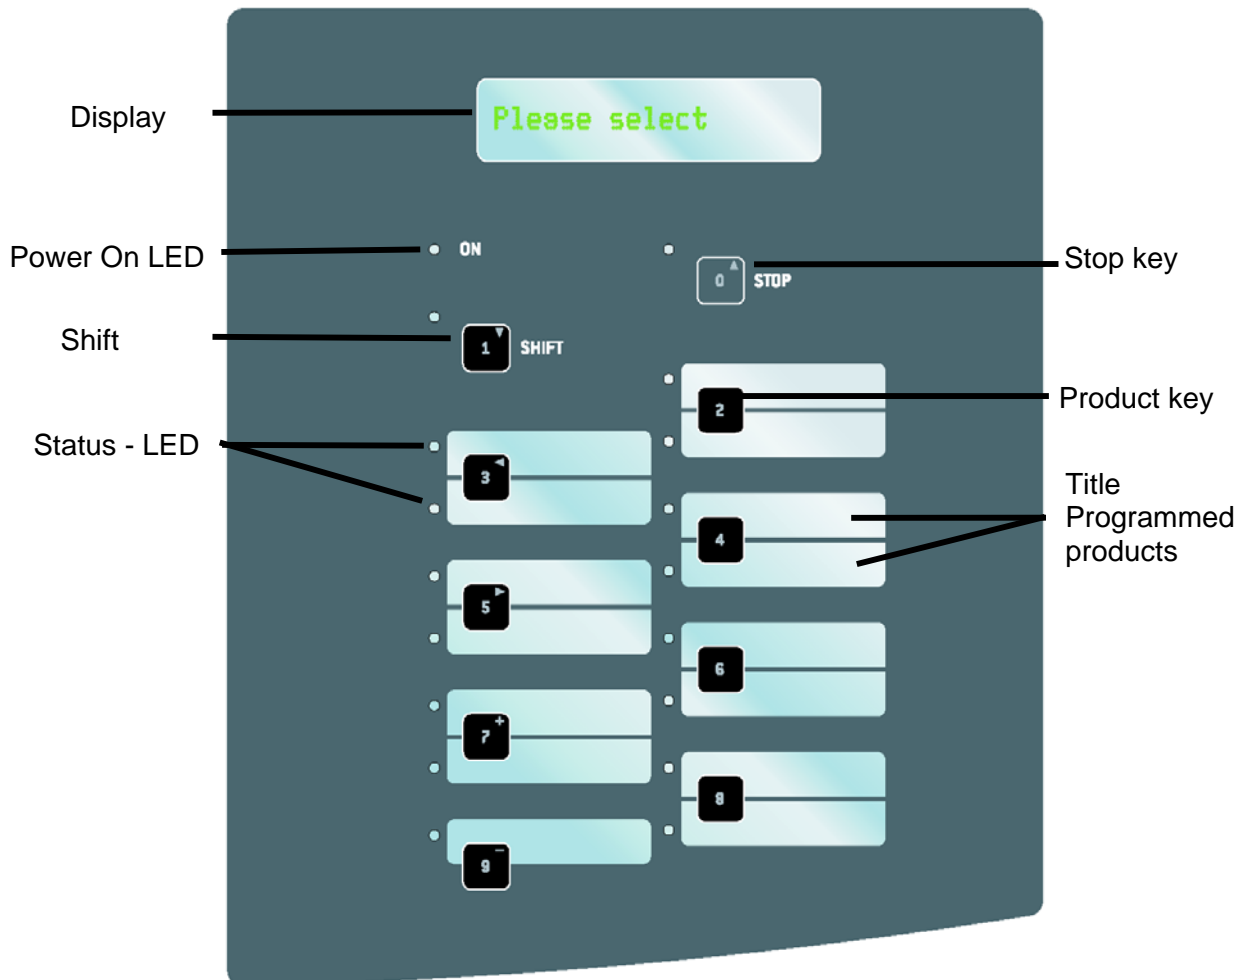 Please select
Display
Power On LED
ON
0 STOP
Stop key
Shift
1 SHIFT
2
Product key
Status - LED
3
4
Title
Programmed
products
5
6
7
8
9